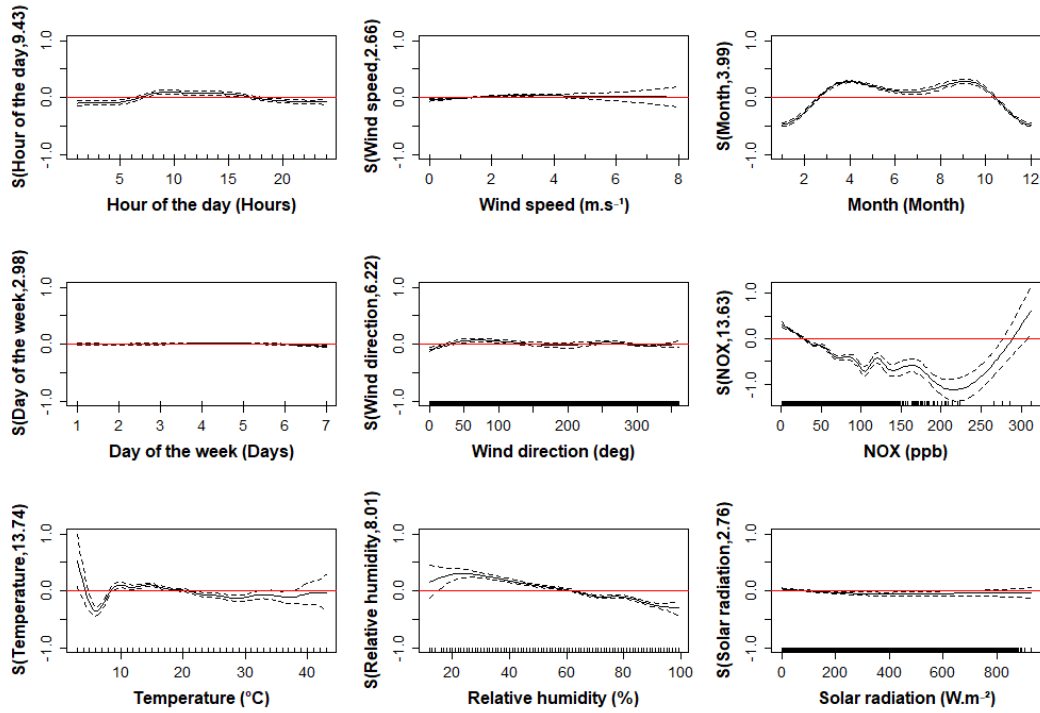 S(Hour of the day,9.43)
1.0
0.0
-1.0
5 10 15 20
Hour of the day (Hours)
S(Wind speed,2.66)
1.0
0.0
-1.0
0 2 4 6 8
Wind speed (m.s⁻¹)
S(Month,3.99)
1.0
0.0
-1.0
2 4 6 8 10 12
Month (Month)
S(Day of the week,2.98)
1.0
0.0
-1.0
1 2 3 4 5 6 7
Day of the week (Days)
S(Wind direction,6.22)
1.0
0.0
-1.0
0 50 100 200 300
Wind direction (deg)
S(NOX,13.63)
1.0
0.0
-1.0
0 50 100 150 200 250 300
NOX (ppb)
S(Temperature,13.74)
1.0
0.0
-1.0
10 20 30 40
Temperature (°C)
S(Relative humidity,8.01)
1.0
0.0
-1.0
20 40 60 80 100
Relative humidity (%)
S(Solar radiation,2.76)
1.0
0.0
-1.0
0 200 400 600 800
Solar radiation (W.m⁻²)